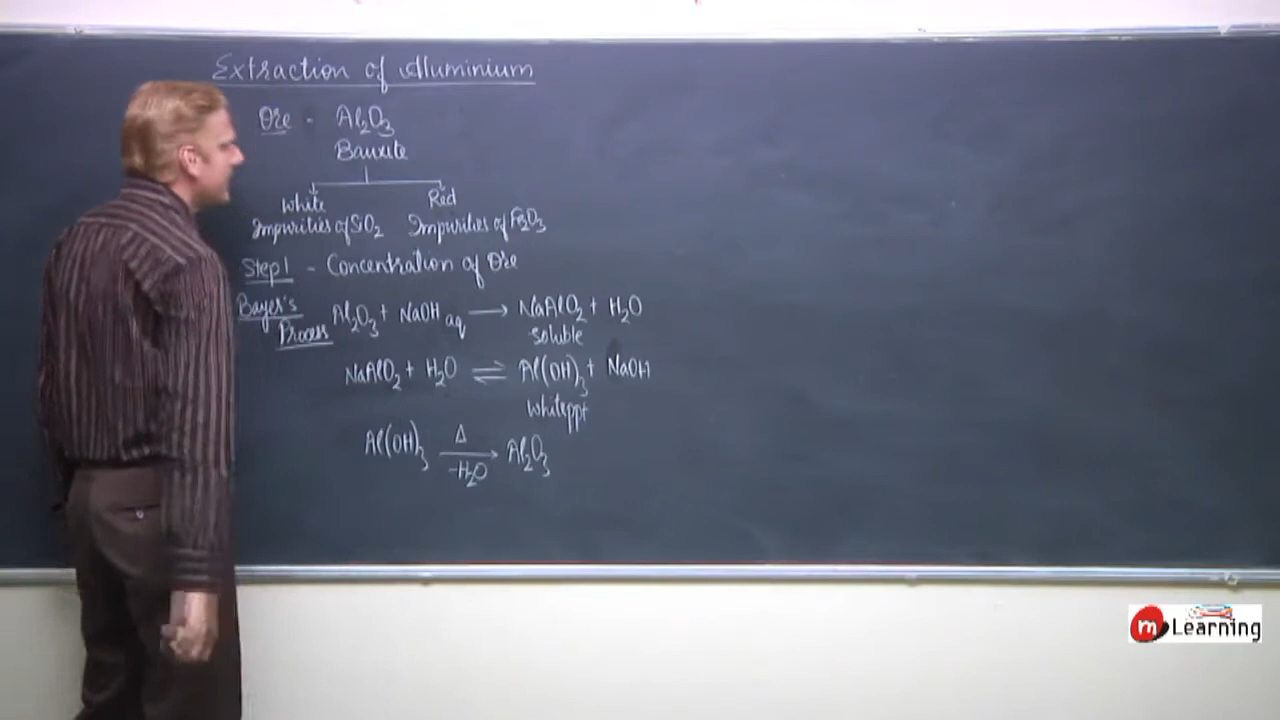 Extraction of Aluminium
Ore - Al₂O₃
Bauxite
White Red
Impurities of SiO₂ Impurities of Fe₂O₃
Step 1 - Concentration of Ore
Bayer's Process
Al₂O₃ + NaOH aq → NaAlO₂ + H₂O
soluble
NaAlO₂ + H₂O ⇌ Al(OH)₃ + NaOH
White ppt
Al(OH)₃ Δ → -H₂O Al₂O₃
m Learning